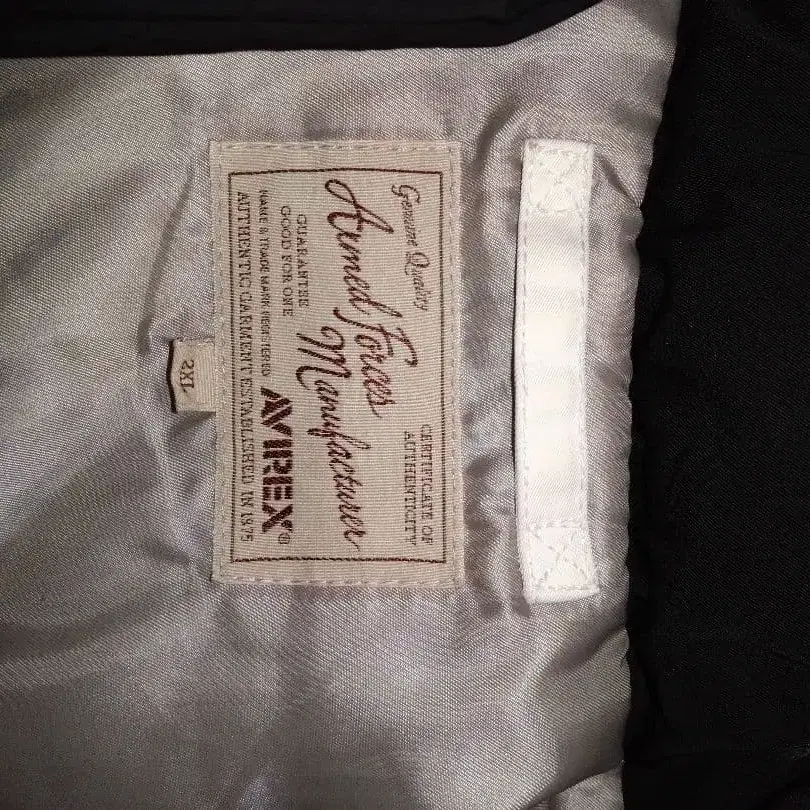 Genuine Quality
CERTIFICATE OF
AUTHENTICITY
Armed Forces
Manufacturer
GUARANTEE
GOOD FOR ONE
NAME & TRADE MARK REGISTERED
AVIREX®
AUTHENTIC GARMENT ESTABLISHED IN 1975
2XL